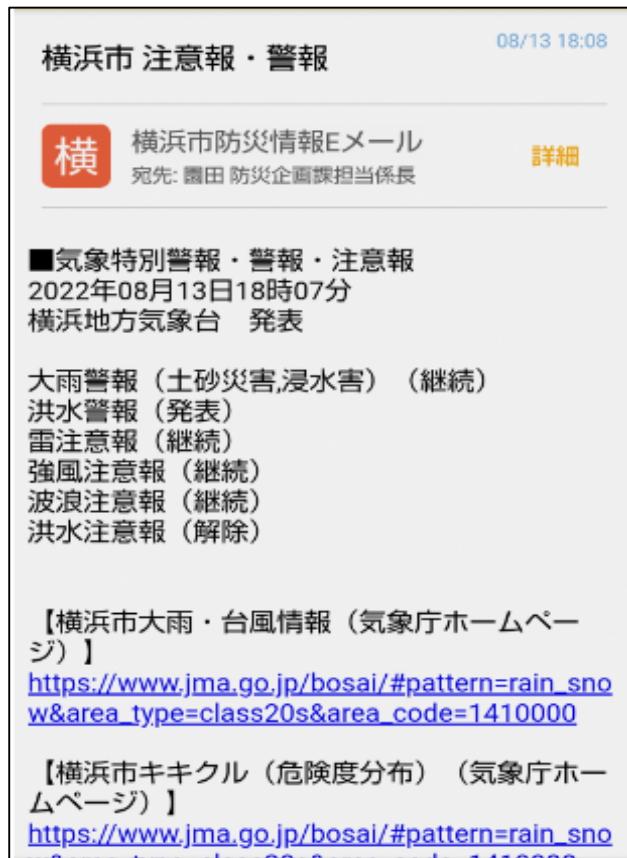 横浜市 注意報・警報
08/13 18:08
横
横浜市防災情報Eメール
宛先: 園田 防災企画課担当係長
詳細
■気象特別警報・警報・注意報
2022年08月13日18時07分
横浜地方気象台　発表
大雨警報（土砂災害,浸水害）（継続）
洪水警報（発表）
雷注意報（継続）
強風注意報（継続）
波浪注意報（継続）
洪水注意報（解除）
【横浜市大雨・台風情報（気象庁ホームペー
ジ）】
https://www.jma.go.jp/bosai/#pattern=rain_sno
w&area_type=class20s&area_code=1410000
【横浜市キキクル（危険度分布）（気象庁ホー
ムページ）】
https://www.jma.go.jp/bosai/#pattern=rain_sno